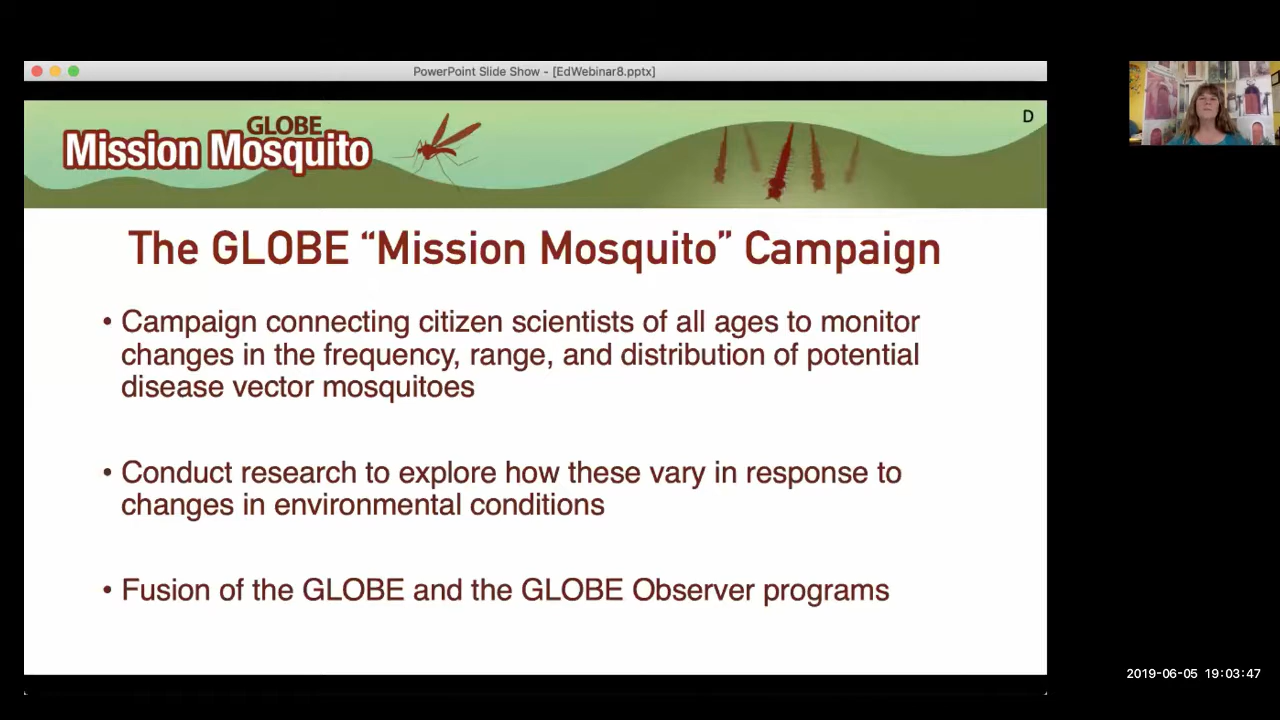 PowerPoint Slide Show - [EdWebinar8.pptx]
GLOBE
Mission Mosquito
D
The GLOBE “Mission Mosquito” Campaign
• Campaign connecting citizen scientists of all ages to monitor
changes in the frequency, range, and distribution of potential
disease vector mosquitoes
• Conduct research to explore how these vary in response to
changes in environmental conditions
• Fusion of the GLOBE and the GLOBE Observer programs
2019-06-05 19:03:47